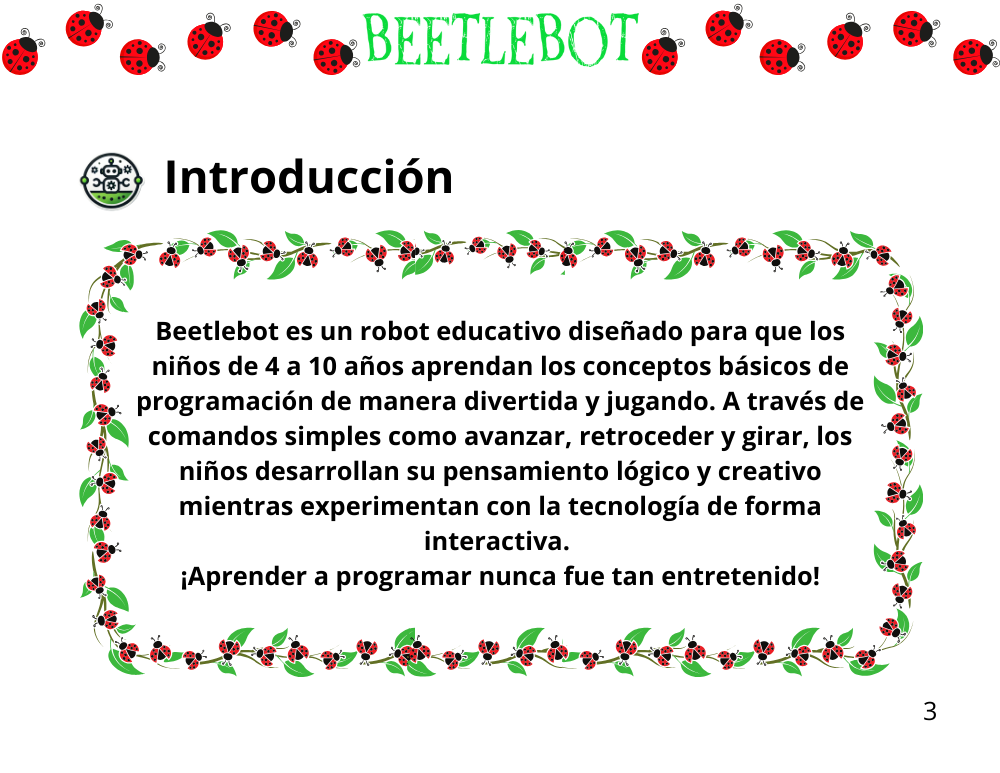 BEETLEBOT
Introducción
Beetlebot es un robot educativo diseñado para que los
niños de 4 a 10 años aprendan los conceptos básicos de
programación de manera divertida y jugando. A través de
comandos simples como avanzar, retroceder y girar, los
niños desarrollan su pensamiento lógico y creativo
mientras experimentan con la tecnología de forma
interactiva.
¡Aprender a programar nunca fue tan entretenido!
3